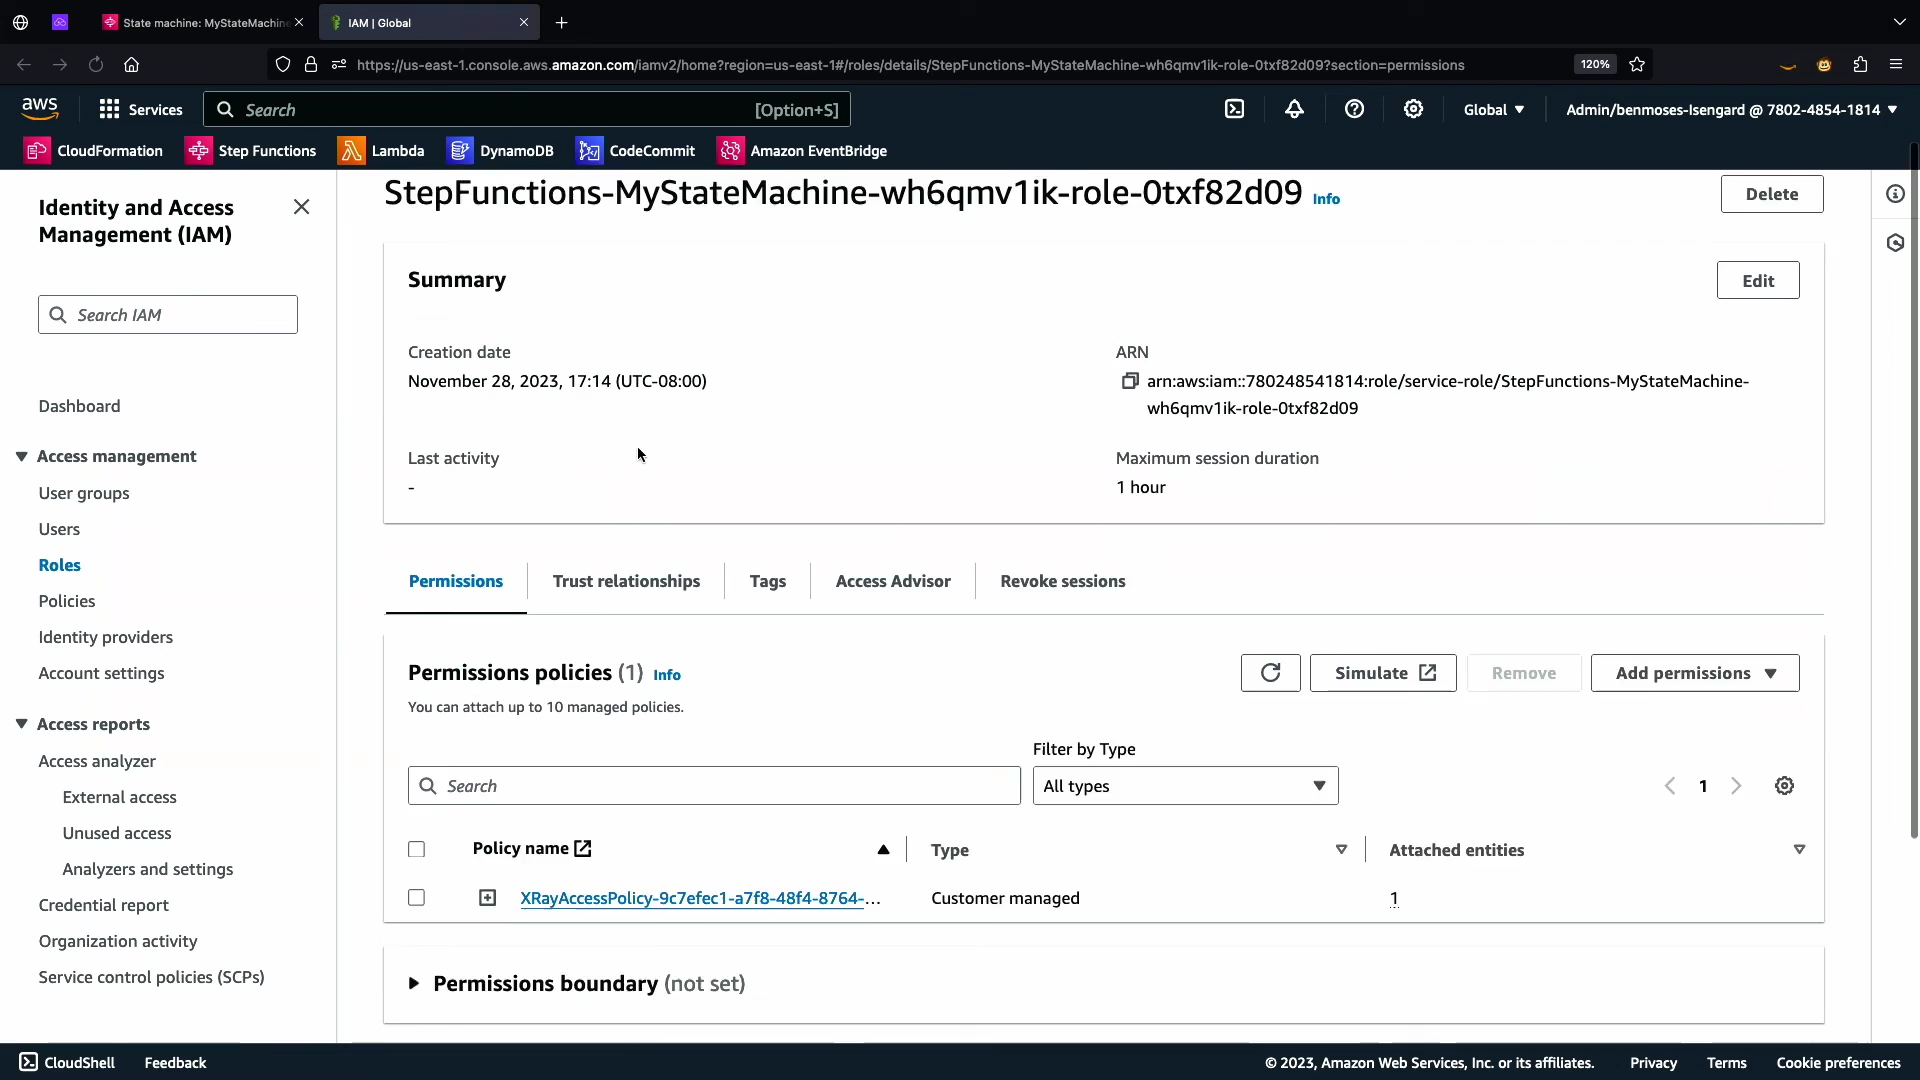 State machine: MyStateMachine
IAM | Global
https://us-east-1.console.aws.amazon.com/iamv2/home?region=us-east-1#/roles/details/StepFunctions-MyStateMachine-wh6qmv1ik-role-0txf82d09?section=permissions
120%
aws
Services
Search
[Option+S]
Global
Admin/benmoses-Isengard @ 7802-4854-1814
CloudFormation
Step Functions
Lambda
DynamoDB
CodeCommit
Amazon EventBridge
Identity and Access
Management (IAM)
Search IAM
Dashboard
Access management
User groups
Users
Roles
Policies
Identity providers
Account settings
Access reports
Access analyzer
External access
Unused access
Analyzers and settings
Credential report
Organization activity
Service control policies (SCPs)
StepFunctions-MyStateMachine-wh6qmv1ik-role-0txf82d09 Info
Delete
Summary
Edit
Creation date
November 28, 2023, 17:14 (UTC-08:00)
ARN
arn:aws:iam::780248541814:role/service-role/StepFunctions-MyStateMachine-
wh6qmv1ik-role-0txf82d09
Last activity
-
Maximum session duration
1 hour
Permissions
Trust relationships
Tags
Access Advisor
Revoke sessions
Permissions policies (1) Info
You can attach up to 10 managed policies.
Simulate
Remove
Add permissions
Filter by Type
Search
All types
1
Policy name
Type
Attached entities
XRayAccessPolicy-9c7efec1-a7f8-48f4-8764-...
Customer managed
1
Permissions boundary (not set)
CloudShell
Feedback
© 2023, Amazon Web Services, Inc. or its affiliates.
Privacy
Terms
Cookie preferences